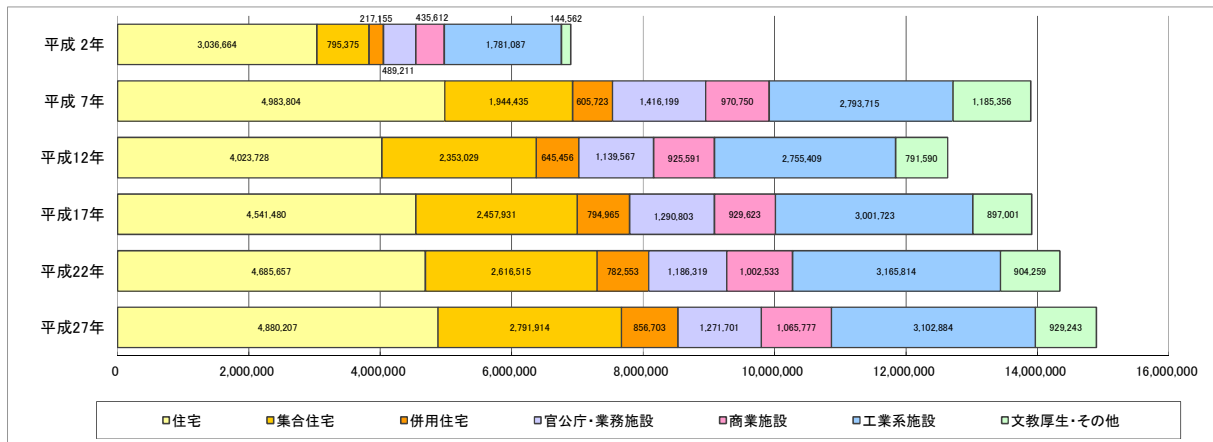 217,155 435,612 144,562
平成 2年 3,036,664 795,375 1,781,087
489,211
平成 7年 4,983,804 1,944,435 605,723 1,416,199 970,750 2,793,715 1,185,356
平成12年 4,023,728 2,353,029 645,456 1,139,567 925,591 2,755,409 791,590
平成17年 4,541,480 2,457,931 794,965 1,290,803 929,623 3,001,723 897,001
平成22年 4,685,657 2,616,515 782,553 1,186,319 1,002,533 3,165,814 904,259
平成27年 4,880,207 2,791,914 856,703 1,271,701 1,065,777 3,102,884 929,243
0 2,000,000 4,000,000 6,000,000 8,000,000 10,000,000 12,000,000 14,000,000 16,000,000
住宅 集合住宅 併用住宅 官公庁・業務施設 商業施設 工業系施設 文教厚生・その他